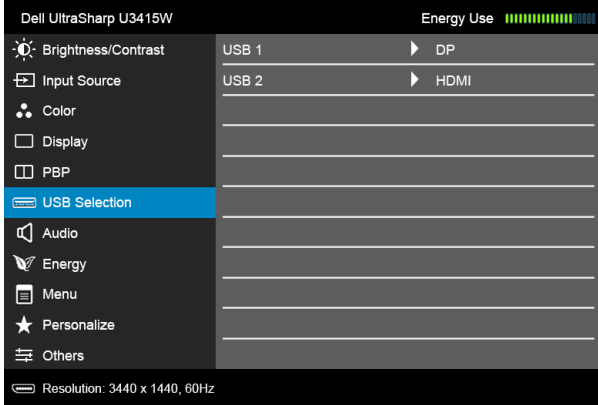 Dell UltraSharp U3415W Energy Use
Brightness/Contrast USB 1 DP
Input Source USB 2 HDMI
Color
Display
PBP
USB Selection
Audio
Energy
Menu
Personalize
Others
Resolution: 3440 x 1440, 60Hz